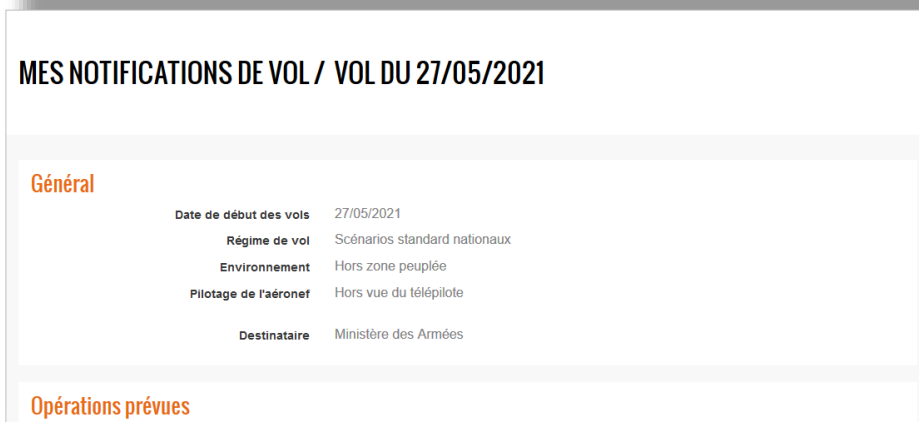 MES NOTIFICATIONS DE VOL / VOL DU 27/05/2021
Général
Date de début des vols 27/05/2021
Régime de vol Scénarios standard nationaux
Environnement Hors zone peuplée
Pilotage de l'aéronef Hors vue du télépilote
Destinataire Ministère des Armées
Opérations prévues